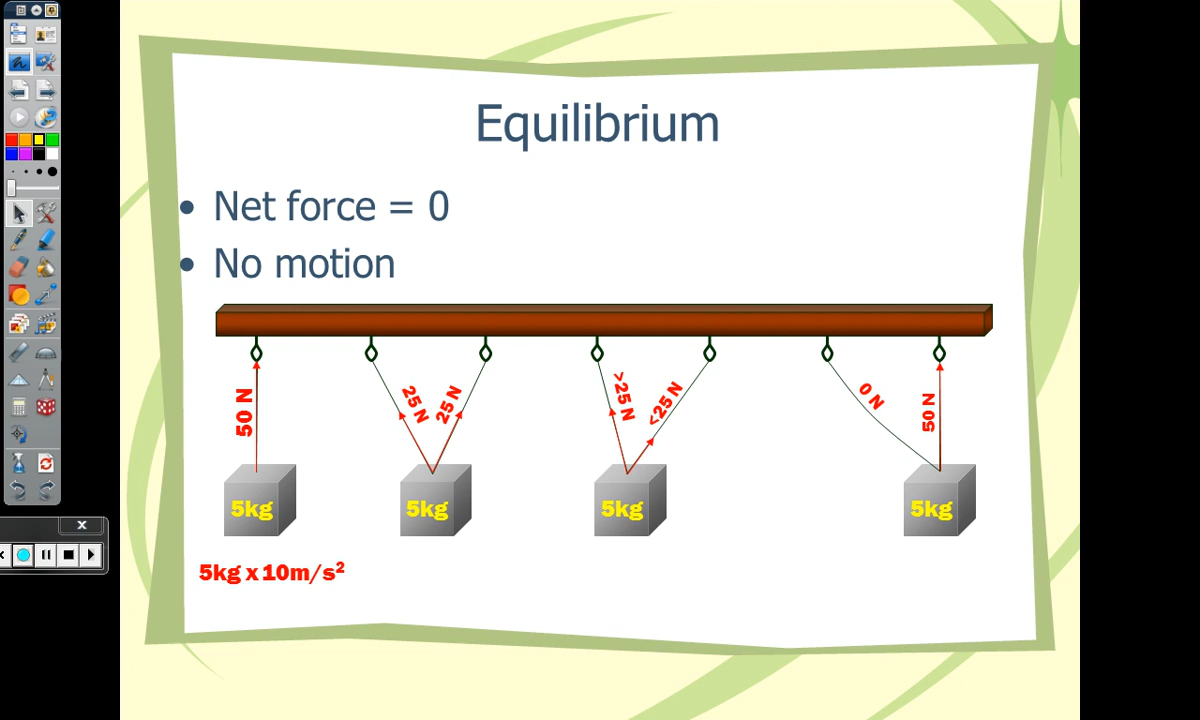 Equilibrium
• Net force = 0
• No motion
50 N
25 N
25 N
>25 N
<25 N
0 N
50 N
5kg
5kg
5kg
5kg
5kg x 10m/s²
x